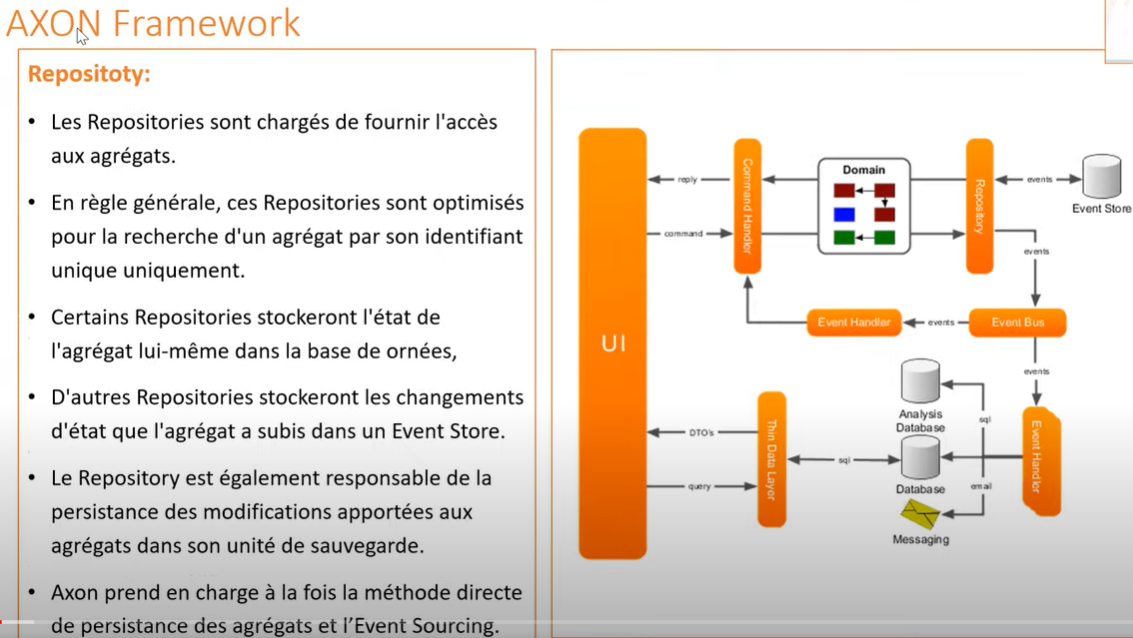 AXON Framework
Repositoty:
• Les Repositories sont chargés de fournir l'accès
aux agrégats.
• En règle générale, ces Repositories sont optimisés
pour la recherche d'un agrégat par son identifiant
unique uniquement.
• Certains Repositories stockeront l'état de
l'agrégat lui-même dans la base de ornées,
• D'autres Repositories stockeront les changements
d'état que l'agrégat a subis dans un Event Store.
• Le Repository est également responsable de la
persistance des modifications apportées aux
agrégats dans son unité de sauvegarde.
• Axon prend en charge à la fois la méthode directe
de persistance des agrégats et l’Event Sourcing.
UI
reply
command
Command Handler
Domain
Repository
events
Event Store
events
Event Handler
events
Event Bus
events
Analysis
Database
sql
DTO's
Thin Data Layer
sql
Database
Event Handler
query
email
Messaging